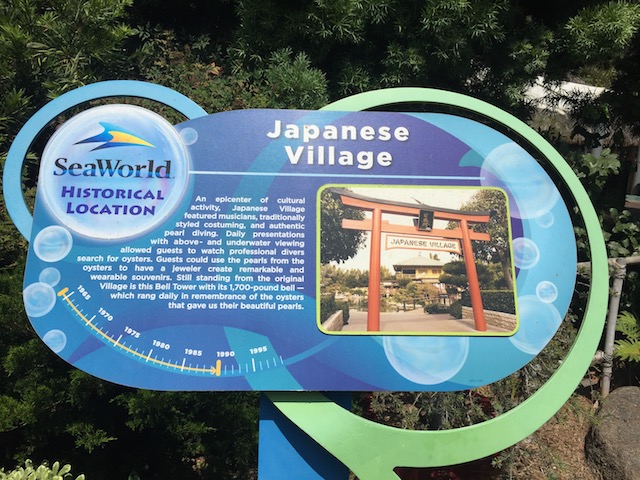 Japanese
Village
SeaWorld
HISTORICAL
LOCATION
An epicenter of cultural
activity, Japanese Village
featured musicians, traditionally
styled costuming, and authentic
pearl diving. Daily presentations
with above- and underwater viewing
allowed guests to watch professional divers
search for oysters. Guests could use the pearls from the
oysters to have a jeweler create remarkable and
wearable souvenirs. Still standing from the original
Village is this Bell Tower with its 1,700-pound bell —
which rang daily in remembrance of the oysters
that gave us their beautiful pearls.
JAPANESE VILLAGE
1965
1970
1975
1980
1985
1990
1995